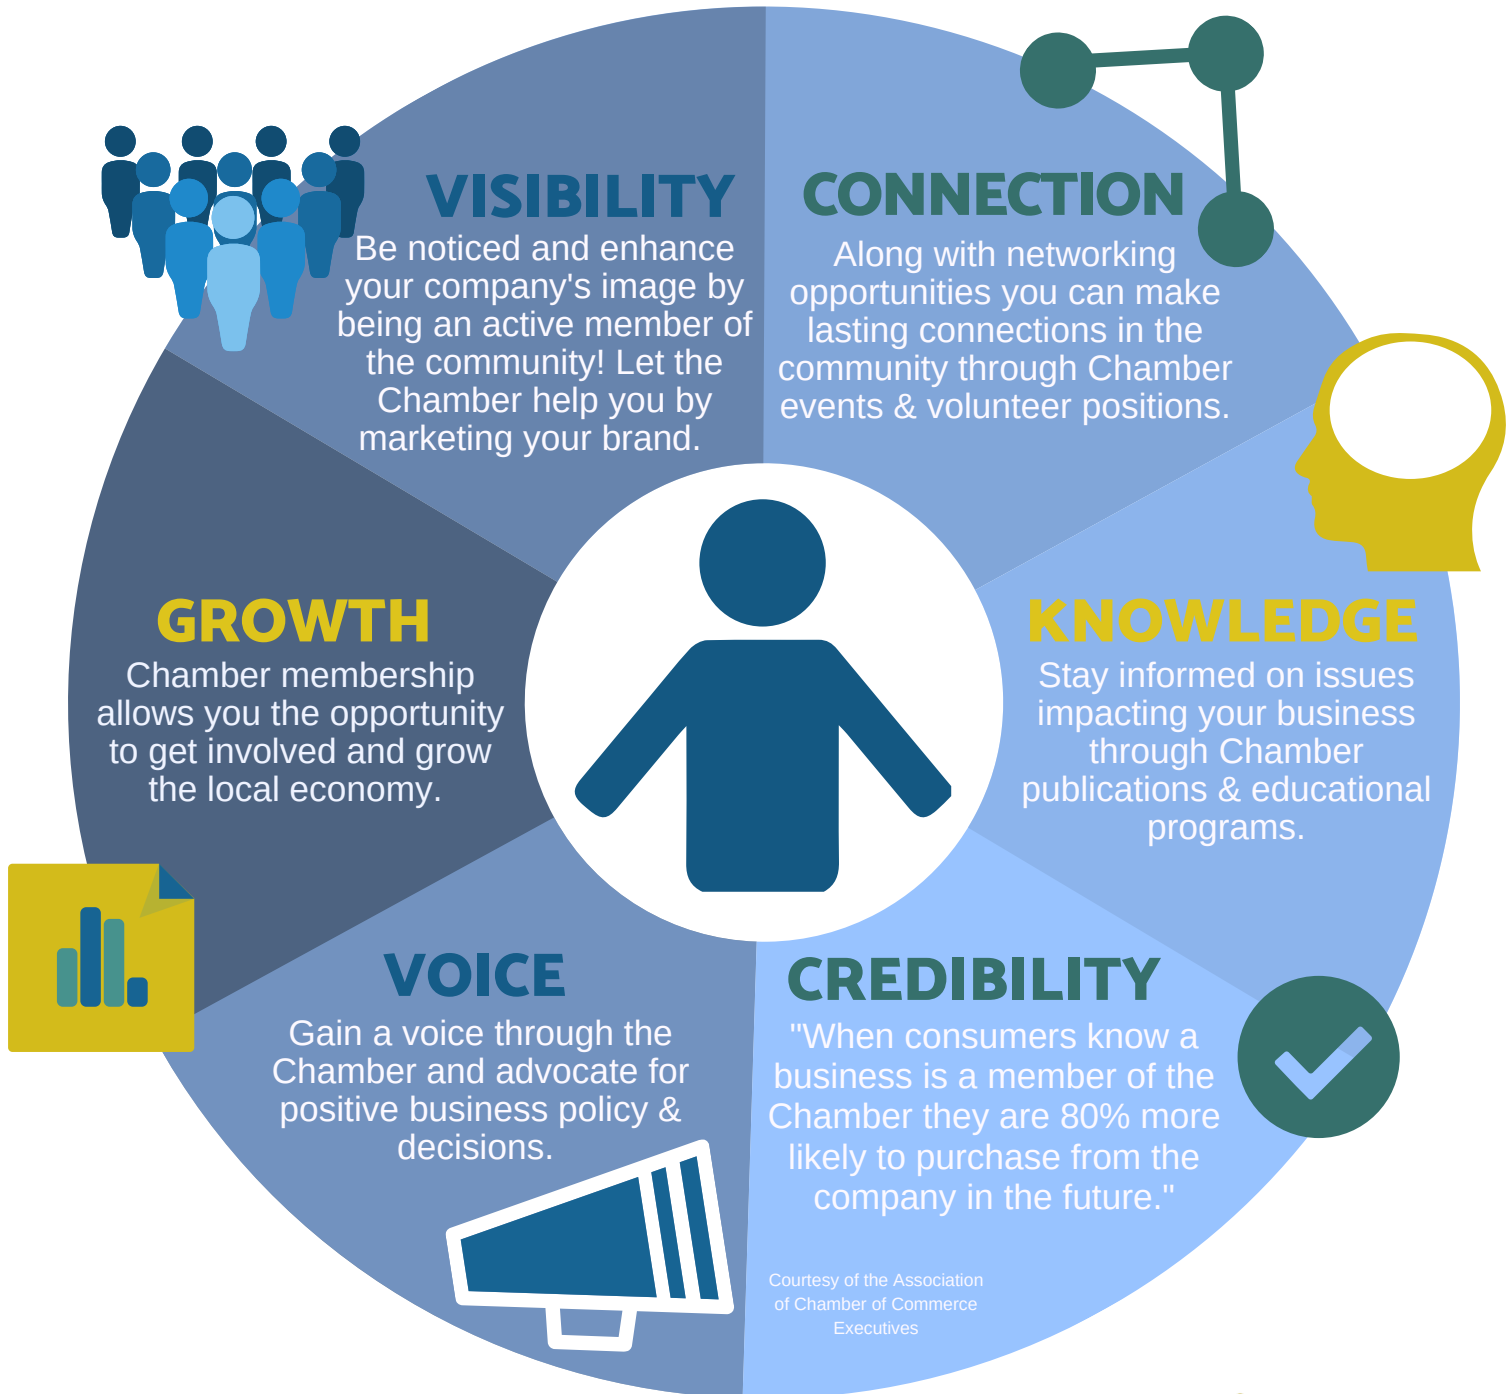 VISIBILITY
Be noticed and enhance
your company's image by
being an active member of
the community! Let the
Chamber help you by
marketing your brand.
CONNECTION
Along with networking
opportunities you can make
lasting connections in the
community through Chamber
events & volunteer positions.
GROWTH
Chamber membership
allows you the opportunity
to get involved and grow
the local economy.
KNOWLEDGE
Stay informed on issues
impacting your business
through Chamber
publications & educational
programs.
VOICE
Gain a voice through the
Chamber and advocate for
positive business policy &
decisions.
CREDIBILITY
"When consumers know a
business is a member of the
Chamber they are 80% more
likely to purchase from the
company in the future."
Courtesy of the Association
of Chamber of Commerce
Executives